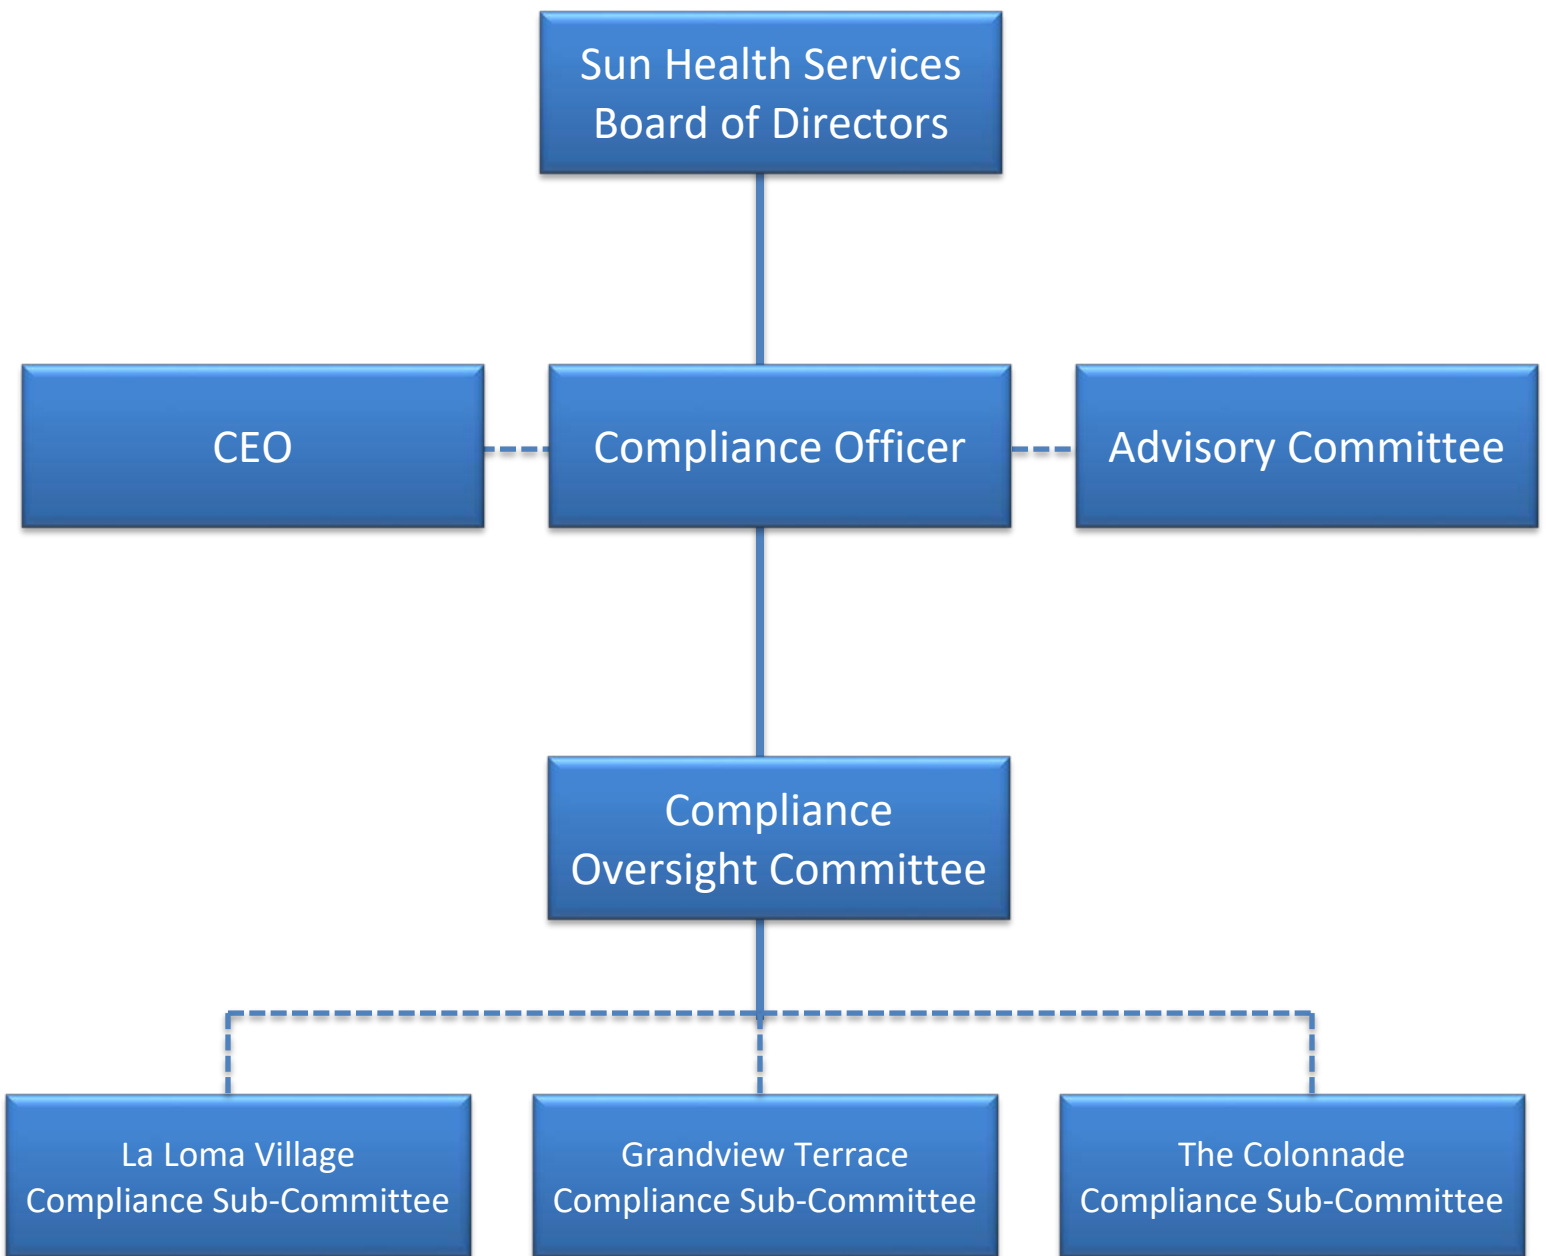 Sun Health Services
Board of Directors
CEO
Compliance Officer
Advisory Committee
Compliance
Oversight Committee
La Loma Village
Compliance Sub-Committee
Grandview Terrace
Compliance Sub-Committee
The Colonnade
Compliance Sub-Committee